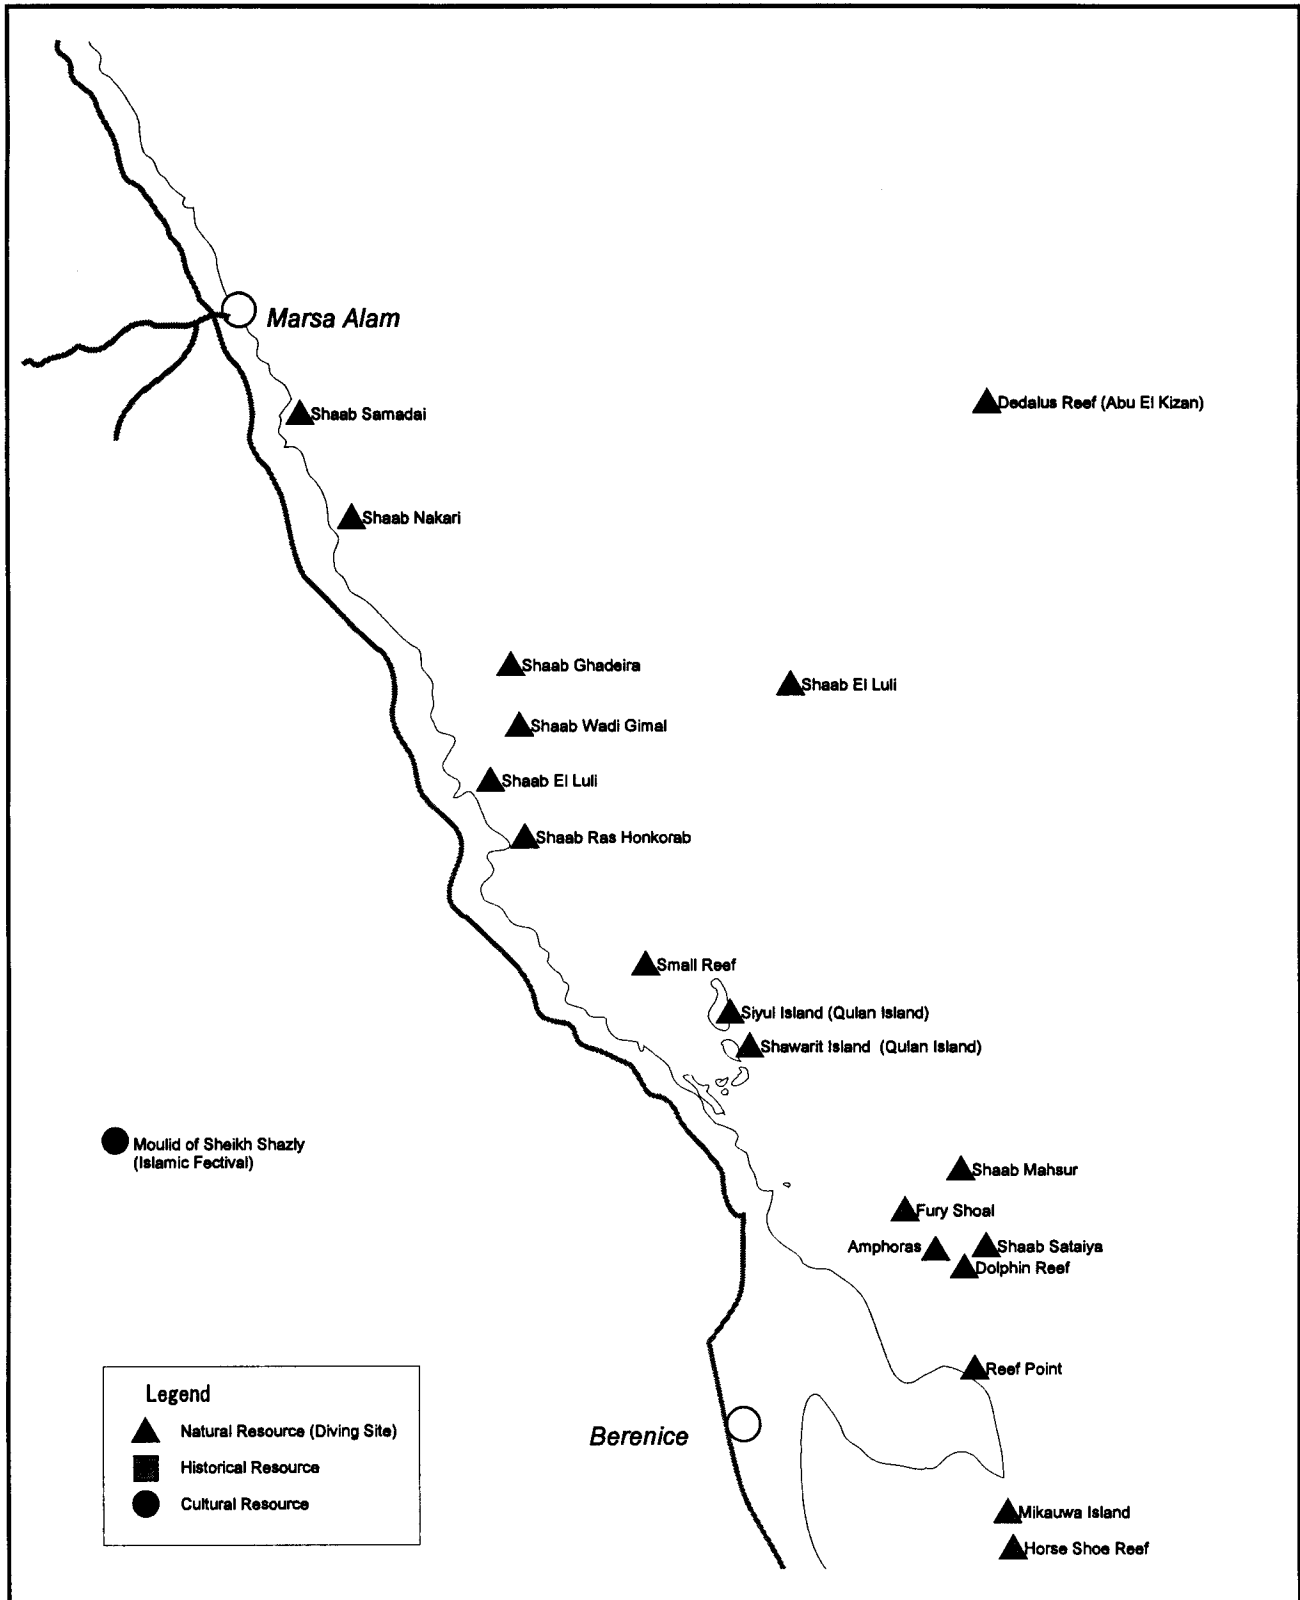 Marsa Alam
Shaab Samadai
Dedalus Reef (Abu El Kizan)
Shaab Nakari
Shaab Ghadeira
Shaab El Luli
Shaab Wadi Gimal
Shaab El Luli
Shaab Ras Honkorab
Small Reef
Siyul Island (Qulan Island)
Shawarit Island (Qulan Island)
Moulid of Sheikh Shazly
(Islamic Fectival)
Shaab Mahsur
Fury Shoal
Amphoras
Shaab Sataiya
Dolphin Reef
Reef Point
Berenice
Mikauwa Island
Horse Shoe Reef
Legend
Natural Resource (Diving Site)
Historical Resource
Cultural Resource